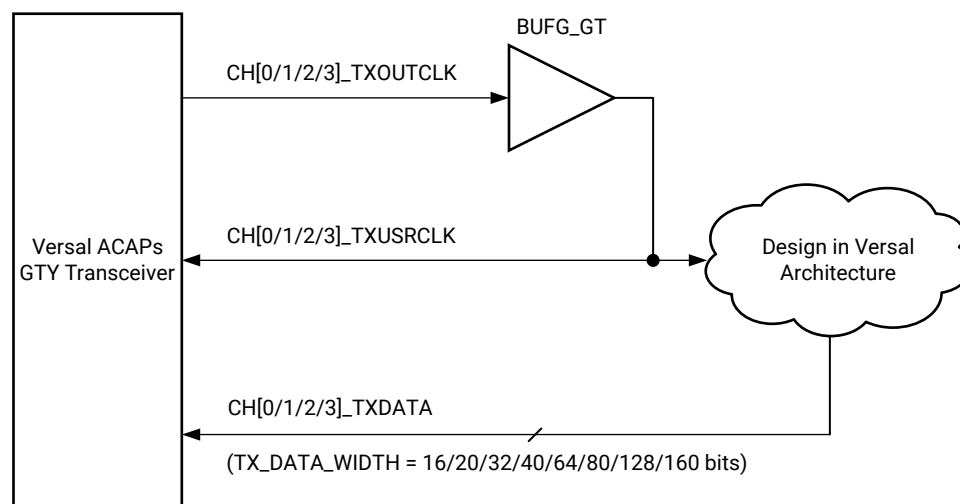 BUFG_GT
CH[0/1/2/3]_TXOUTCLK
CH[0/1/2/3]_TXUSRCLK
Versal ACAPs
GTY Transceiver
Design in Versal
Architecture
CH[0/1/2/3]_TXDATA
(TX_DATA_WIDTH = 16/20/32/40/64/80/128/160 bits)